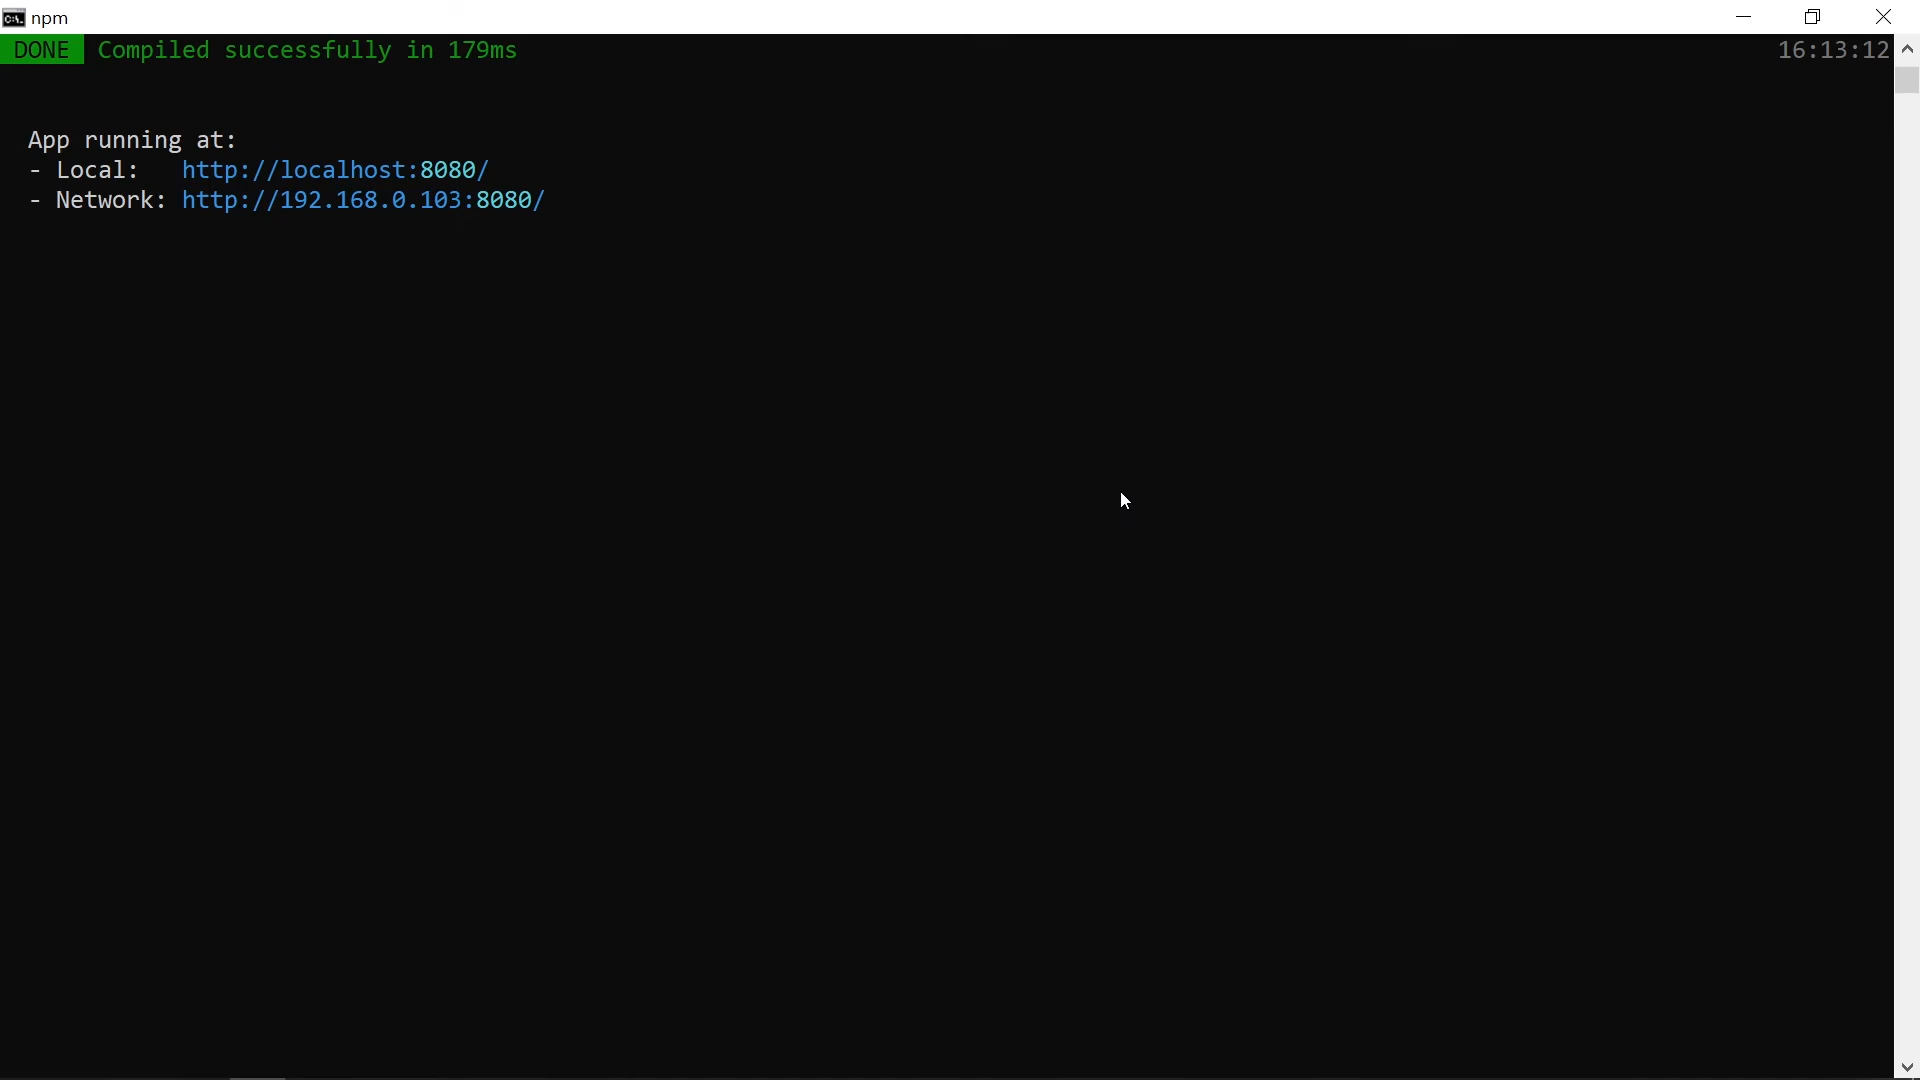 npm
DONE Compiled successfully in 179ms 16:13:12
App running at:
- Local: http://localhost:8080/
- Network: http://192.168.0.103:8080/